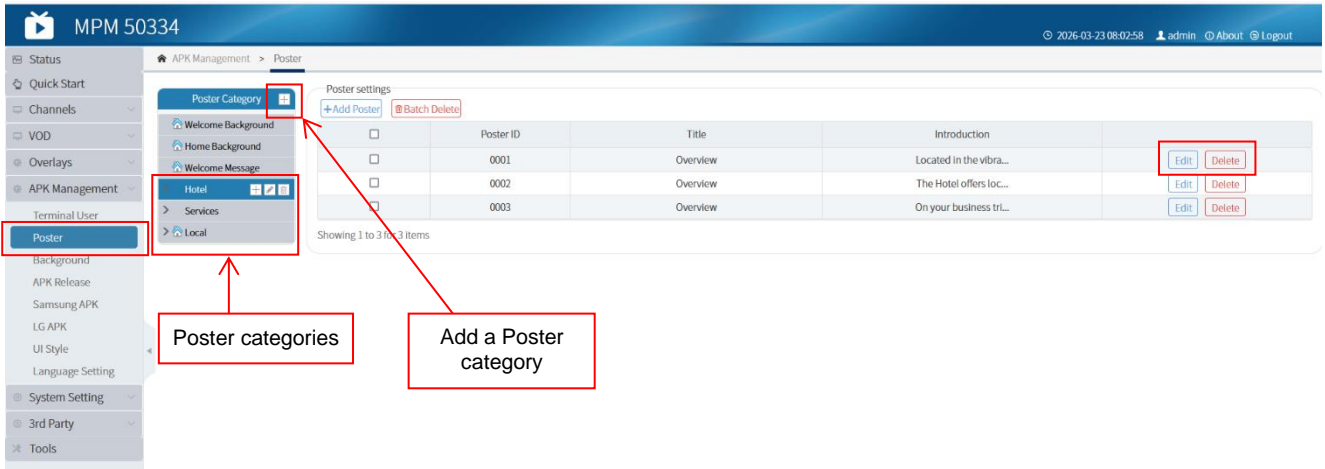 MPM 50334
2026-03-23 08:02:58 admin About Logout
Status
Quick Start
Channels
VOD
Overlays
APK Management
Terminal User
Poster
Background
APK Release
Samsung APK
LG APK
UI Style
Language Setting
System Setting
3rd Party
Tools
APK Management > Poster
Poster Category
Welcome Background
Home Background
Welcome Message
Hotel
Services
Local
Poster settings
+Add Poster Batch Delete
Poster ID Title Introduction
0001 Overview Located in the vibra... Edit Delete
0002 Overview The Hotel offers loc... Edit Delete
0003 Overview On your business tri... Edit Delete
Showing 1 to 3 for 3 items
Poster categories
Add a Poster
category